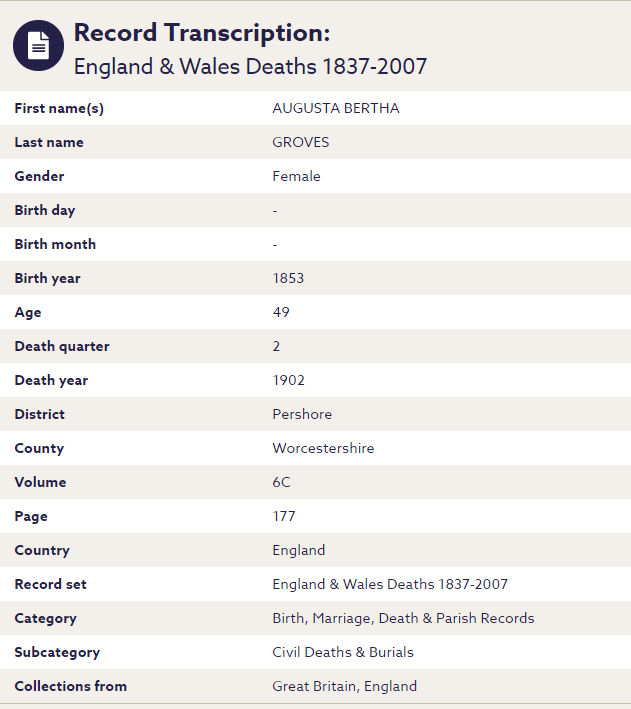 Record Transcription:
England & Wales Deaths 1837-2007
First name(s) AUGUSTA BERTHA
Last name GROVES
Gender Female
Birth day -
Birth month -
Birth year 1853
Age 49
Death quarter 2
Death year 1902
District Pershore
County Worcestershire
Volume 6C
Page 177
Country England
Record set England & Wales Deaths 1837-2007
Category Birth, Marriage, Death & Parish Records
Subcategory Civil Deaths & Burials
Collections from Great Britain, England